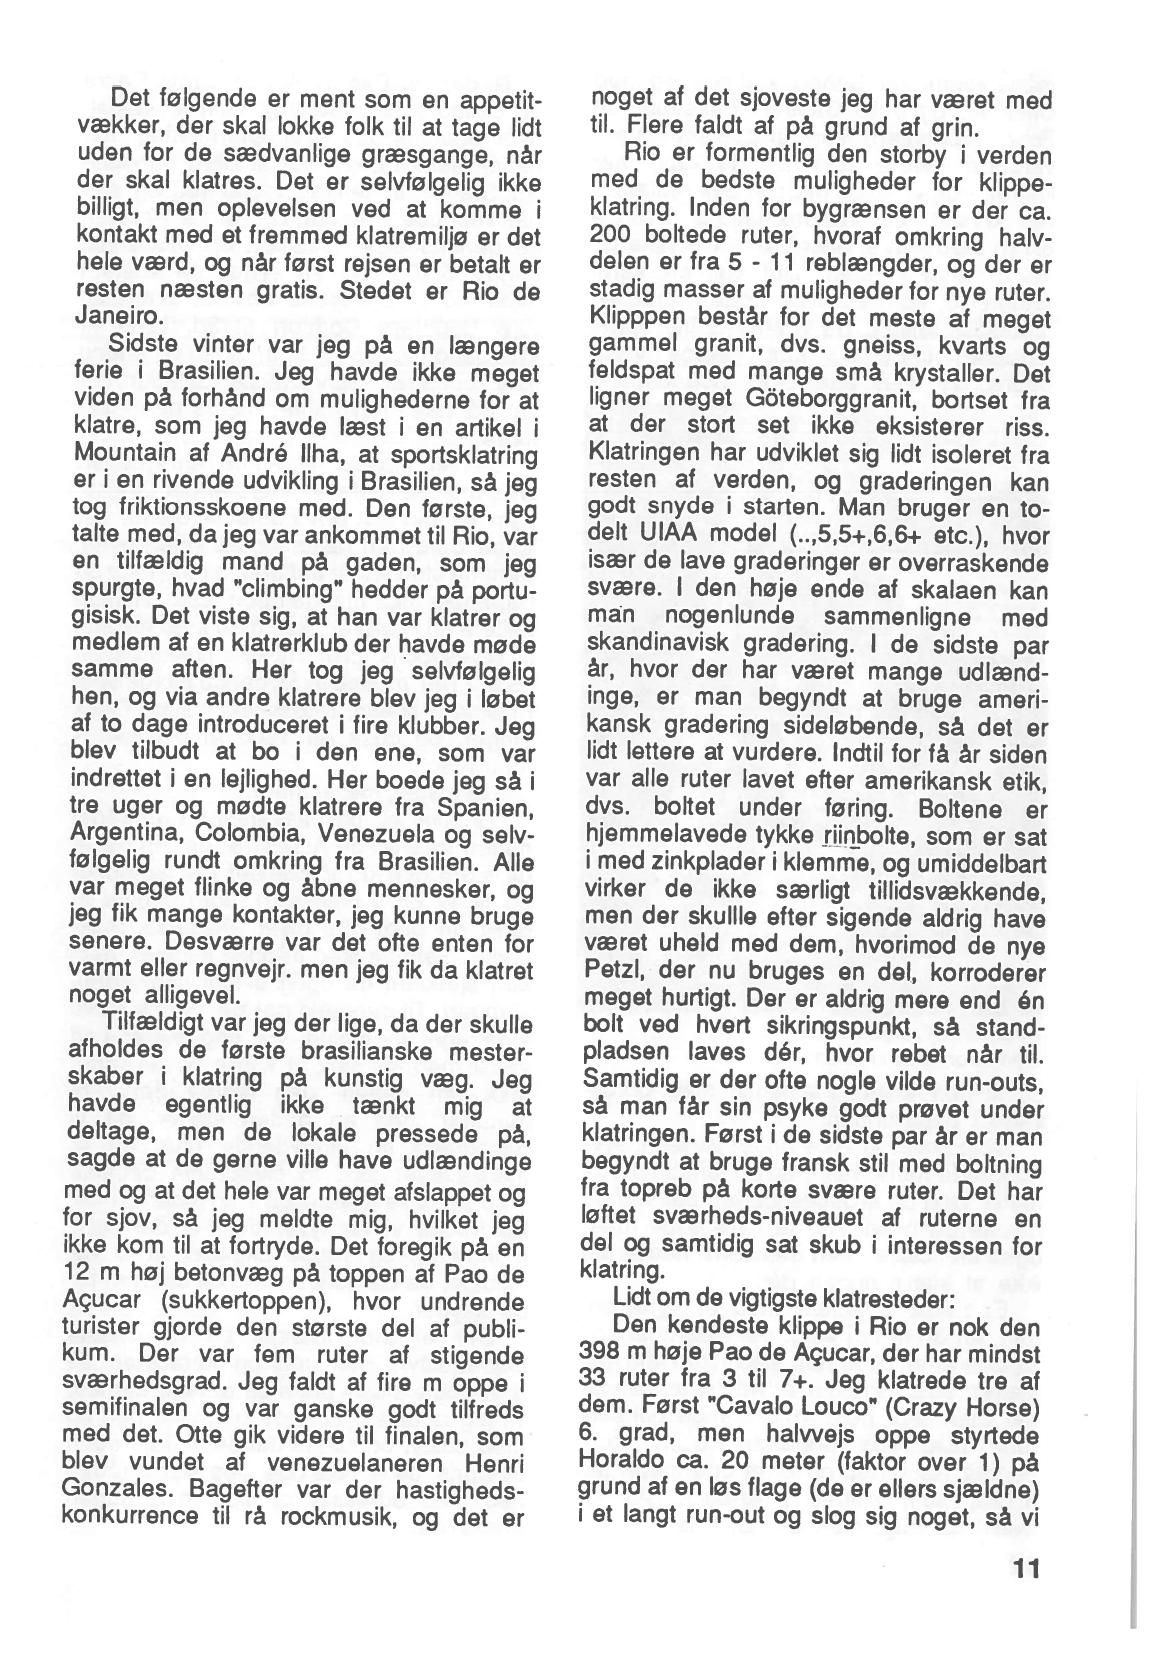 Det følgende er ment som en appetit-
vækker, der skal lokke folk til at tage lidt
uden for de sædvanlige græsgange, når
der skal klatres. Det er selvfølgelig ikke
billigt, men oplevelsen ved at komme i
kontakt med et fremmed klatremiljø er det
hele værd, og når først rejsen er betalt er
resten næsten gratis. Stedet er Rio de
Janeiro.
Sidste vinter var jeg på en længere
ferie i Brasilien. Jeg havde ikke meget
viden på forhånd om mulighederne for at
klatre, som jeg havde læst i en artikel i
Mountain af André Ilha, at sportsklatring
er i en rivende udvikling i Brasilien, så jeg
tog friktionsskoene med. Den første, jeg
talte med, da jeg var ankommet til Rio, var
en tilfældig mand på gaden, som jeg
spurgte, hvad "climbing" hedder på portu-
gisisk. Det viste sig, at han var klatrer og
medlem af en klatrerklub der havde møde
samme aften. Her tog jeg selvfølgelig
hen, og via andre klatrere blev jeg i løbet
af to dage introduceret i fire klubber. Jeg
blev tilbudt at bo i den ene, som var
indrettet i en lejlighed. Her boede jeg så i
tre uger og mødte klatrere fra Spanien,
Argentina, Colombia, Venezuela og selv-
følgelig rundt omkring fra Brasilien. Alle
var meget flinke og åbne mennesker, og
jeg fik mange kontakter, jeg kunne bruge
senere. Desværre var det ofte enten for
varmt eller regnvejr. men jeg fik da klatret
noget alligevel.
Tilfældigt var jeg der lige, da der skulle
afholdes de første brasilianske mester-
skaber i klatring på kunstig væg. Jeg
havde egentlig ikke tænkt mig at
deltage, men de lokale pressede på,
sagde at de gerne ville have udlændinge
med og at det hele var meget afslappet og
for sjov, så jeg meldte mig, hvilket jeg
ikke kom til at fortryde. Det foregik på en
12 m høj betonvæg på toppen af Pao de
Açucar (sukkertoppen), hvor undrende
turister gjorde den største del af publi-
kum. Der var fem ruter af stigende
sværhedsgrad. Jeg faldt af fire m oppe i
semifinalen og var ganske godt tilfreds
med det. Otte gik videre til finalen, som
blev vundet af venezuelaneren Henri
Gonzales. Bagefter var der hastigheds-
konkurrence til rå rockmusik, og det er
noget af det sjoveste jeg har været med
til. Flere faldt af på grund af grin.
Rio er formentlig den storby i verden
med de bedste muligheder for klippe-
klatring. Inden for bygrænsen er der ca.
200 boltede ruter, hvoraf omkring halv-
delen er fra 5 - 11 reblængder, og der er
stadig masser af muligheder for nye ruter.
Klipppen består for det meste af meget
gammel granit, dvs. gneiss, kvarts og
feldspat med mange små krystaller. Det
ligner meget Göteborggranit, bortset fra
at der stort set ikke eksisterer riss.
Klatringen har udviklet sig lidt isoleret fra
resten af verden, og graderingen kan
godt snyde i starten. Man bruger en to-
delt UIAA model (..,5,5+,6,6+ etc.), hvor
især de lave graderinger er overraskende
svære. I den høje ende af skalaen kan
man nogenlunde sammenligne med
skandinavisk gradering. I de sidste par
år, hvor der har været mange udlænd-
inge, er man begyndt at bruge ameri-
kansk gradering sideløbende, så det er
lidt lettere at vurdere. Indtil for få år siden
var alle ruter lavet efter amerikansk etik,
dvs. boltet under føring. Boltene er
hjemmelavede tykke riinbolte, som er sat
i med zinkplader i klemme, og umiddelbart
virker de ikke særligt tillidsvækkende,
men der skullle efter sigende aldrig have
været uheld med dem, hvorimod de nye
Petzl, der nu bruges en del, korroderer
meget hurtigt. Der er aldrig mere end én
bolt ved hvert sikringspunkt, så stand-
pladsen laves dér, hvor rebet når til.
Samtidig er der ofte nogle vilde run-outs,
så man får sin psyke godt prøvet under
klatringen. Først i de sidste par år er man
begyndt at bruge fransk stil med boltning
fra topreb på korte svære ruter. Det har
løftet sværheds-niveauet af ruterne en
del og samtidig sat skub i interessen for
klatring.
Lidt om de vigtigste klatresteder:
Den kendeste klippe i Rio er nok den
398 m høje Pao de Açucar, der har mindst
33 ruter fra 3 til 7+. Jeg klatrede tre af
dem. Først "Cavalo Louco" (Crazy Horse)
6. grad, men halvvejs oppe styrtede
Horaldo ca. 20 meter (faktor over 1) på
grund af en løs flage (de er ellers sjældne)
i et langt run-out og slog sig noget, så vi
11